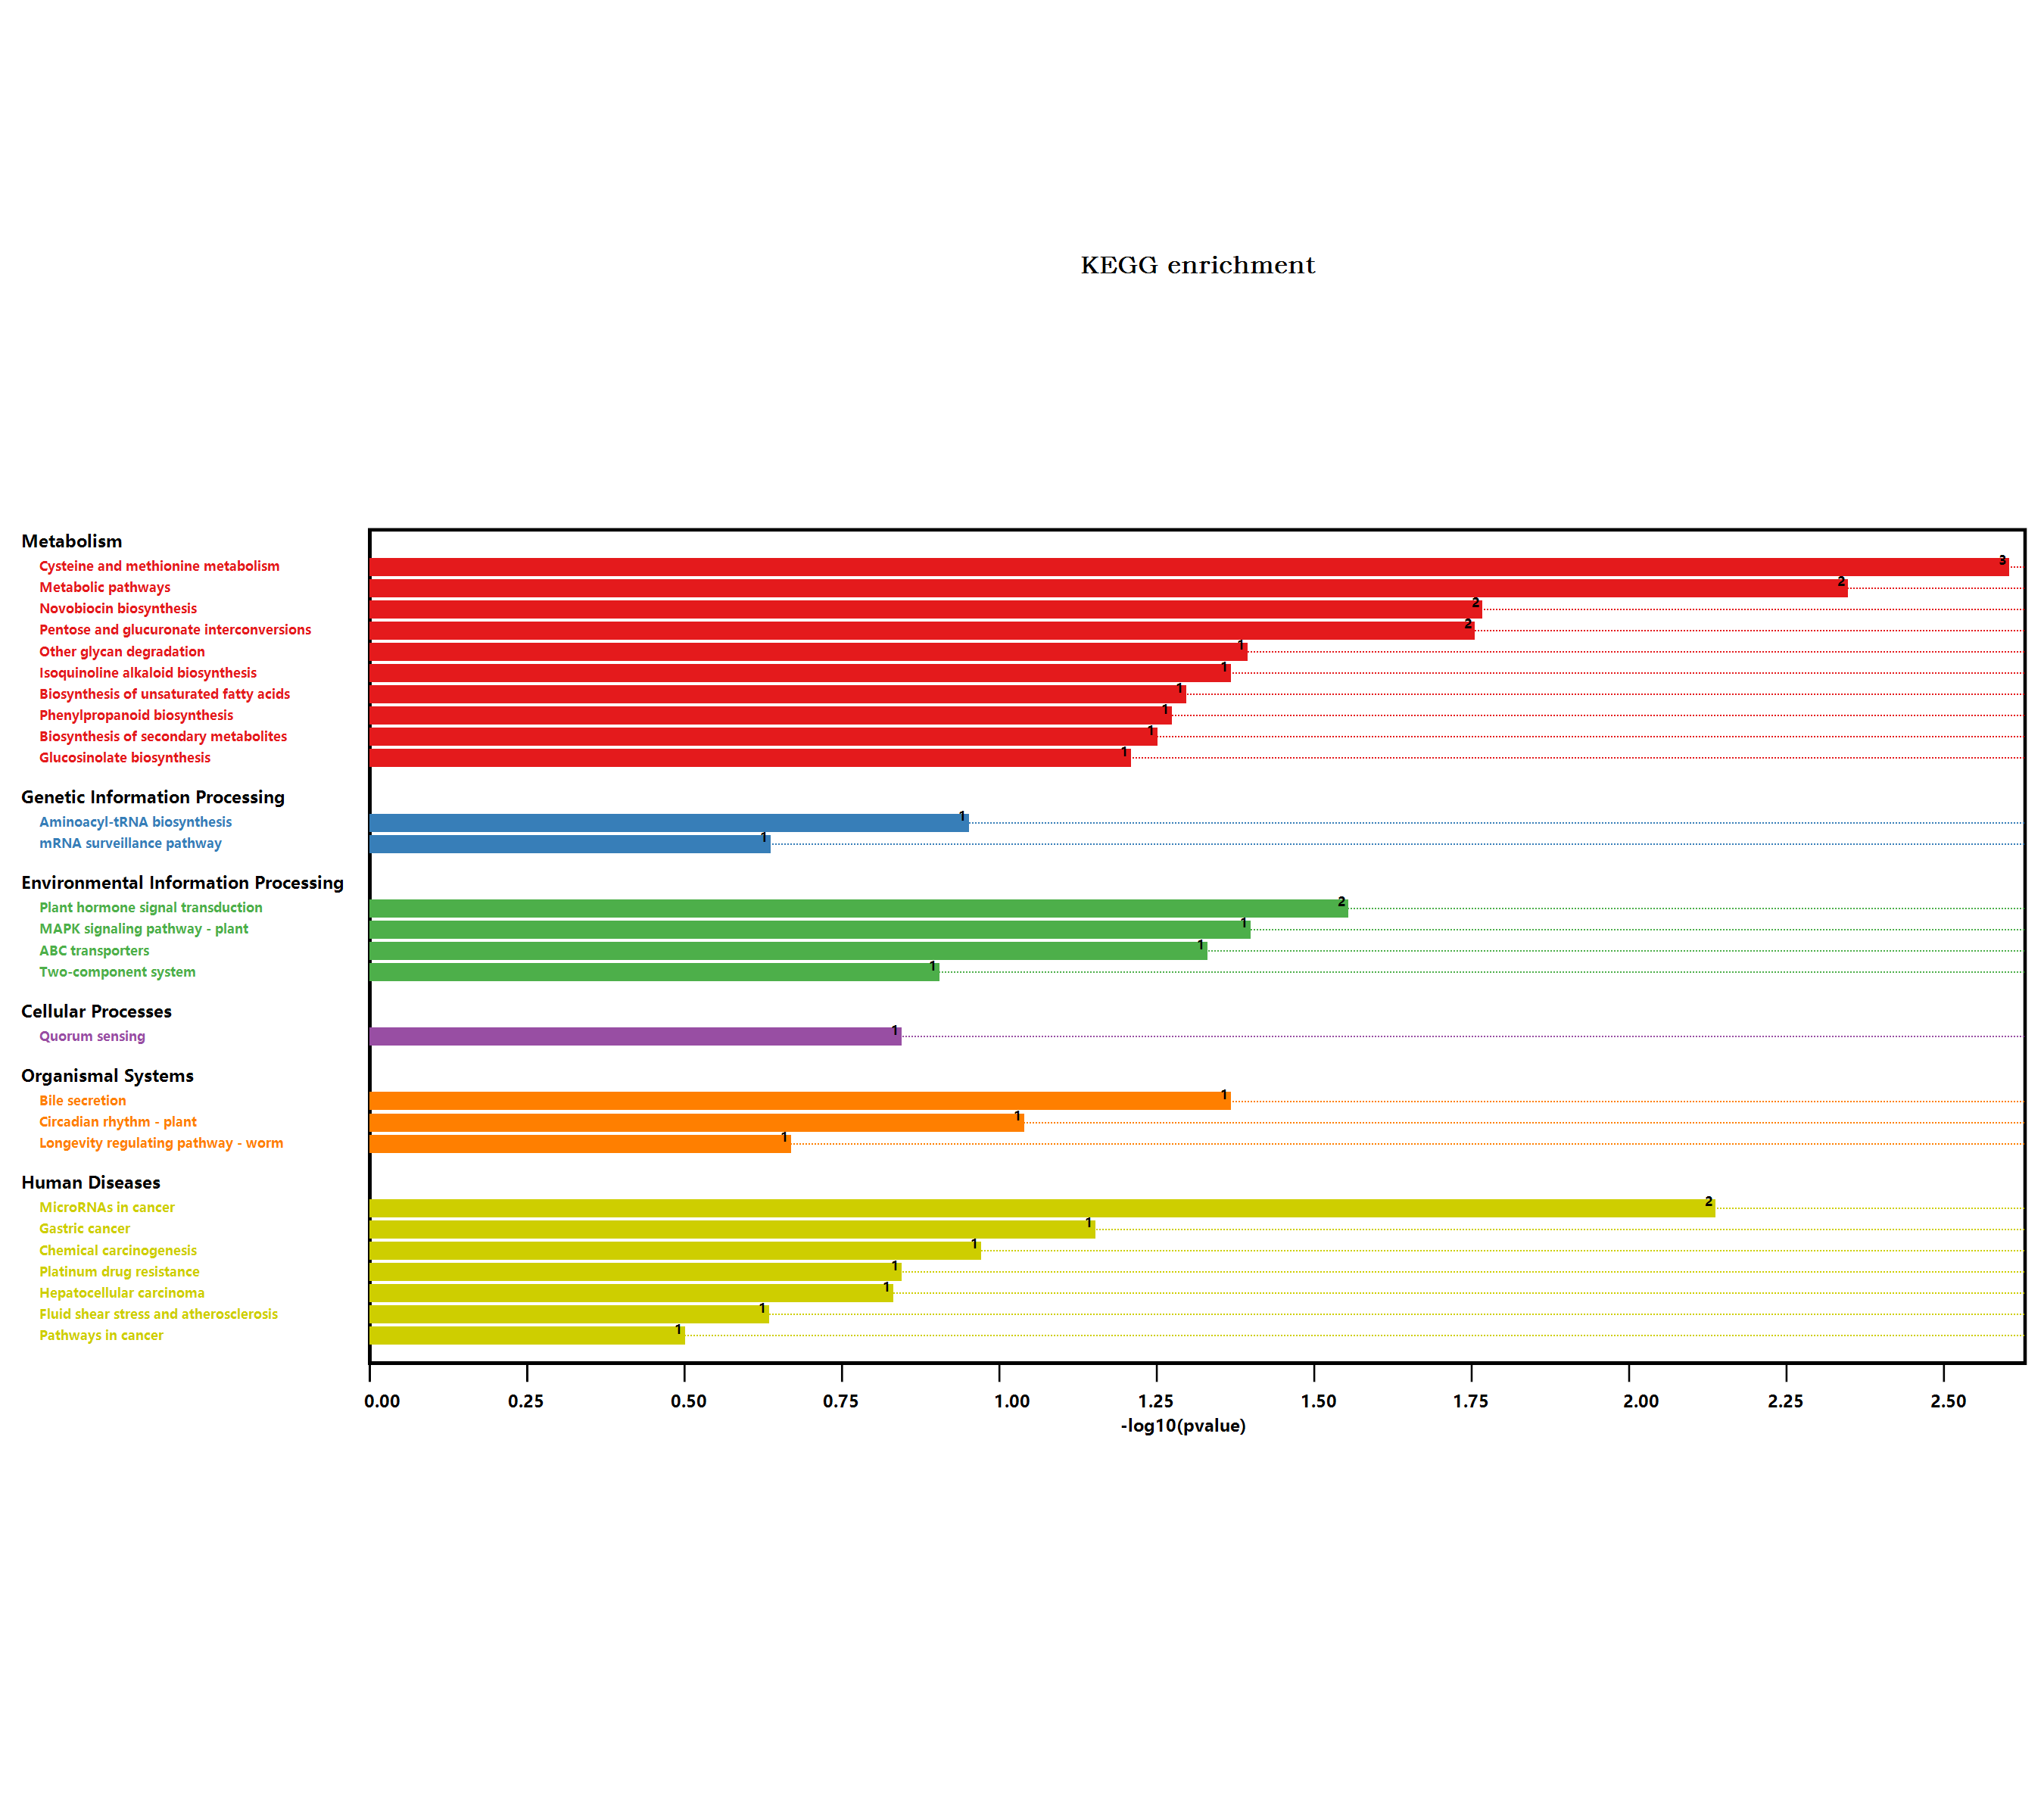 KEGG enrichment
Metabolism
Cysteine and methionine metabolism 3
Metabolic pathways 2
Novobiocin biosynthesis 2
Pentose and glucuronate interconversions 2
Other glycan degradation 1
Isoquinoline alkaloid biosynthesis 1
Biosynthesis of unsaturated fatty acids 1
Phenylpropanoid biosynthesis 1
Biosynthesis of secondary metabolites 1
Glucosinolate biosynthesis 1
Genetic Information Processing
Aminoacyl-tRNA biosynthesis 1
mRNA surveillance pathway 1
Environmental Information Processing
Plant hormone signal transduction 2
MAPK signaling pathway - plant 1
ABC transporters 1
Two-component system 1
Cellular Processes
Quorum sensing 1
Organismal Systems
Bile secretion 1
Circadian rhythm - plant 1
Longevity regulating pathway - worm 1
Human Diseases
MicroRNAs in cancer 2
Gastric cancer 1
Chemical carcinogenesis 1
Platinum drug resistance 1
Hepatocellular carcinoma 1
Fluid shear stress and atherosclerosis 1
Pathways in cancer 1
0.00 0.25 0.50 0.75 1.00 1.25 1.50 1.75 2.00 2.25 2.50
-log10(pvalue)